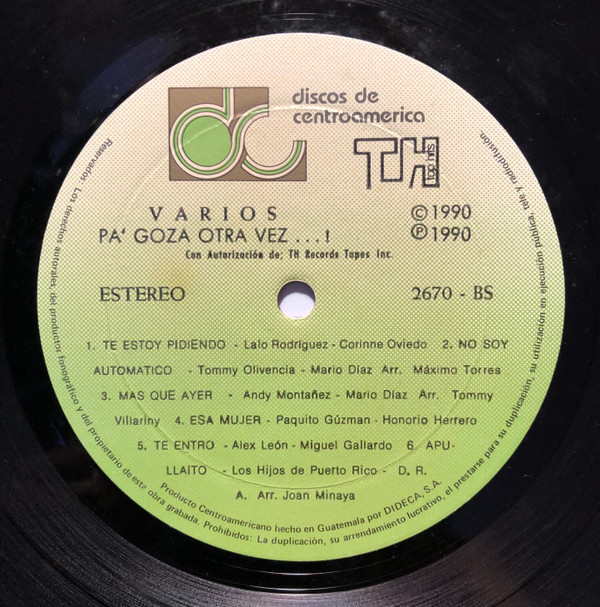 dc
discos de
centroamerica
TH
top hits
VARIOS
PA' GOZA OTRA VEZ ...!
© 1990
℗ 1990
Con Autorización de; TH Records Tapes Inc.
ESTEREO
2670 - BS
1. TE ESTOY PIDIENDO - Lalo Rodríguez - Corinne Oviedo 2. NO SOY
AUTOMATICO - Tommy Olivencia - Mario Díaz Arr. Máximo Torres
3. MAS QUE AYER - Andy Montañez - Mario Díaz Arr. Tommy
Villariny 4. ESA MUJER - Paquito Gúzman - Honorio Herrero
5. TE ENTRO - Alex León - Miguel Gallardo 6. APU-
LLAITO - Los Hijos de Puerto Rico - D. R.
A. Arr. Joan Minaya
Producto Centroamericano hecho en Guatemala por DIDECA, S.A.
Reservados: Los derechos autorales, del productor fonográfico y del propietario de esta obra grabada. Prohibidos: La duplicación, su arrendamiento lucrativo, el prestarse para su duplicación, su utilización en ejecución pública, tele y radiodifusión.